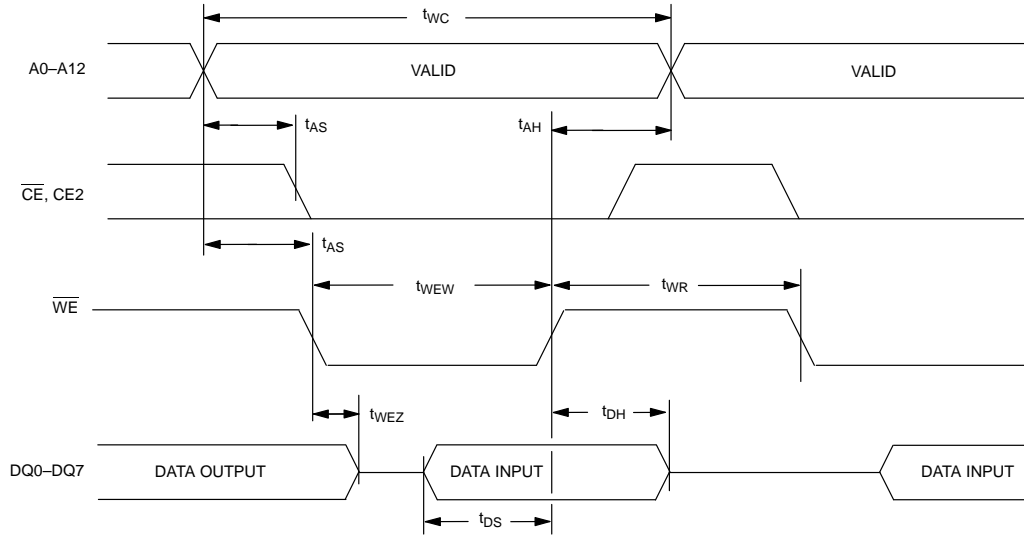 tWC
A0–A12 VALID VALID
tAS tAH
CE, CE2
tAS
tWEW tWR
WE
tWEZ tDH
DQ0–DQ7 DATA OUTPUT DATA INPUT DATA INPUT
tDS